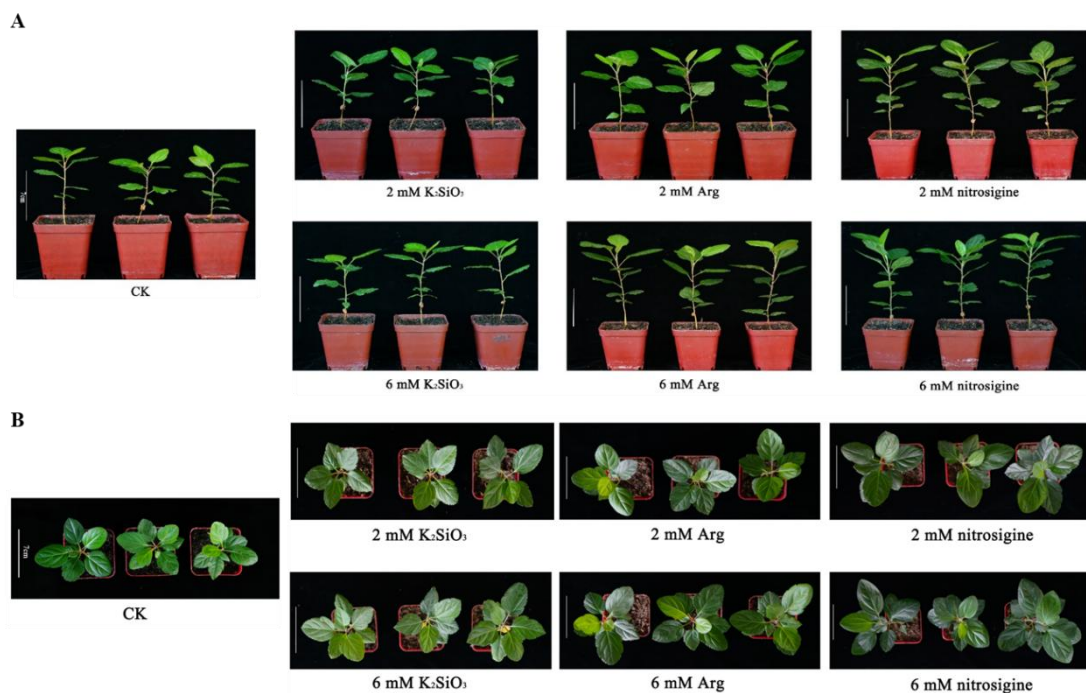 A
7cm
CK
2 mM K₂SiO₃
2 mM Arg
2 mM nitrosigine
6 mM K₂SiO₃
6 mM Arg
6 mM nitrosigine
B
7cm
CK
2 mM K₂SiO₃
2 mM Arg
2 mM nitrosigine
6 mM K₂SiO₃
6 mM Arg
6 mM nitrosigine